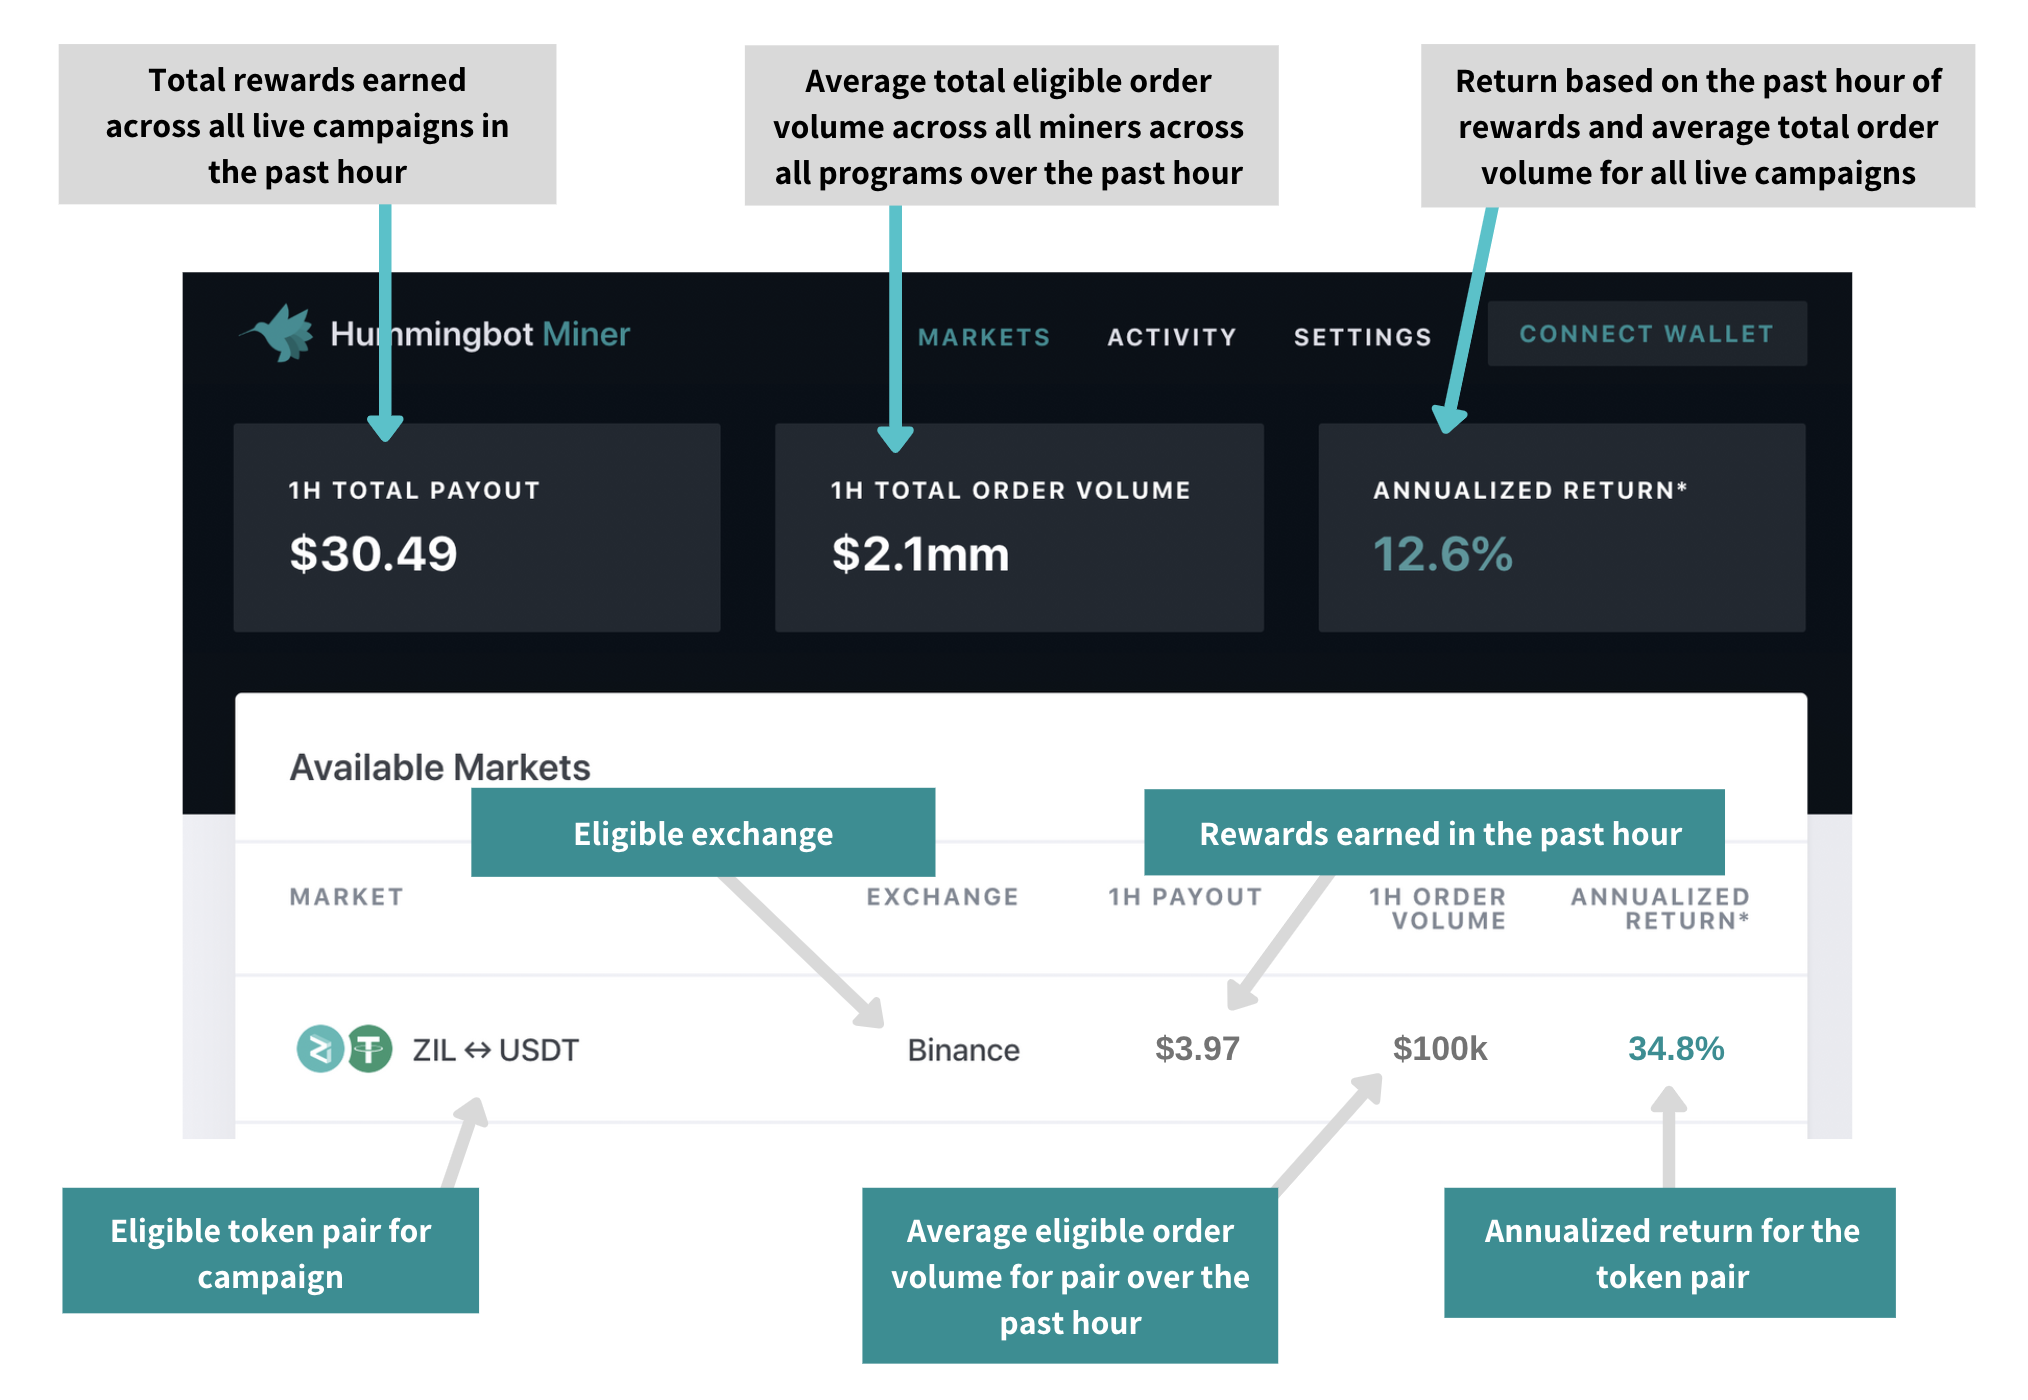 Total rewards earned
across all live campaigns in
the past hour
Average total eligible order
volume across all miners across
all programs over the past hour
Return based on the past hour of
rewards and average total order
volume for all live campaigns
Hummingbot Miner
MARKETS ACTIVITY SETTINGS CONNECT WALLET
1H TOTAL PAYOUT
$30.49
1H TOTAL ORDER VOLUME
$2.1mm
ANNUALIZED RETURN*
12.6%
Available Markets
Eligible exchange
Rewards earned in the past hour
MARKET
EXCHANGE
1H PAYOUT
1H ORDER
VOLUME
ANNUALIZED
RETURN*
ZIL ↔ USDT Binance $3.97 $100k 34.8%
Eligible token pair for
campaign
Average eligible order
volume for pair over the
past hour
Annualized return for the
token pair